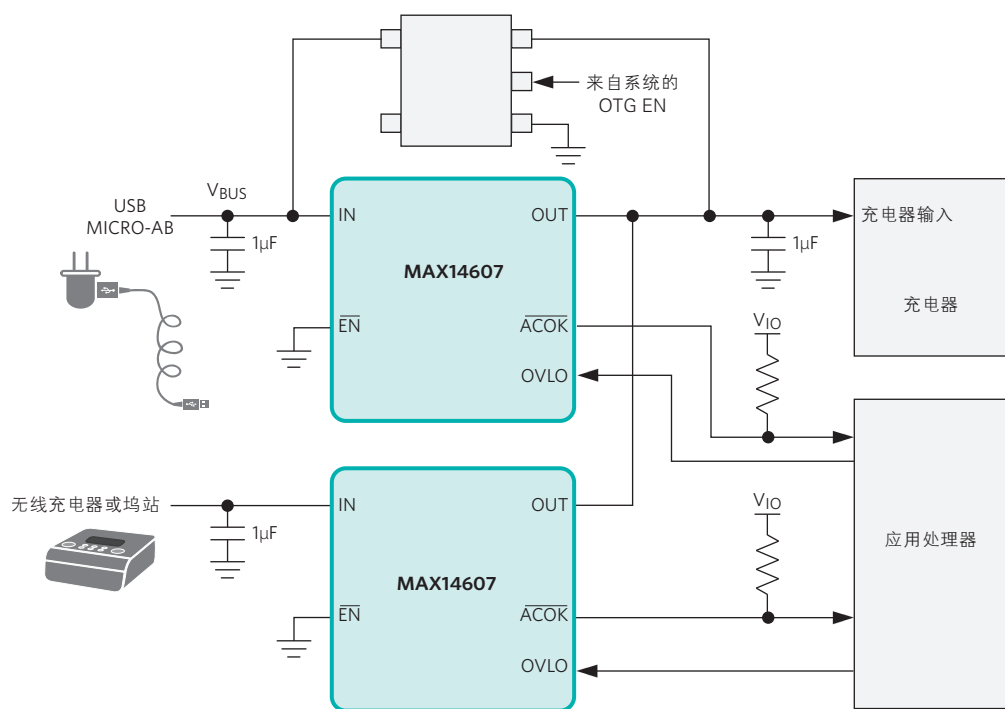 来自系统的
OTG EN
USB
MICRO-AB
VBUS
1µF
IN
OUT
MAX14607
EN
ACOK
OVLO
1µF
充电器输入
充电器
VIO
无线充电器或坞站
1µF
IN
OUT
MAX14607
EN
ACOK
OVLO
VIO
应用处理器